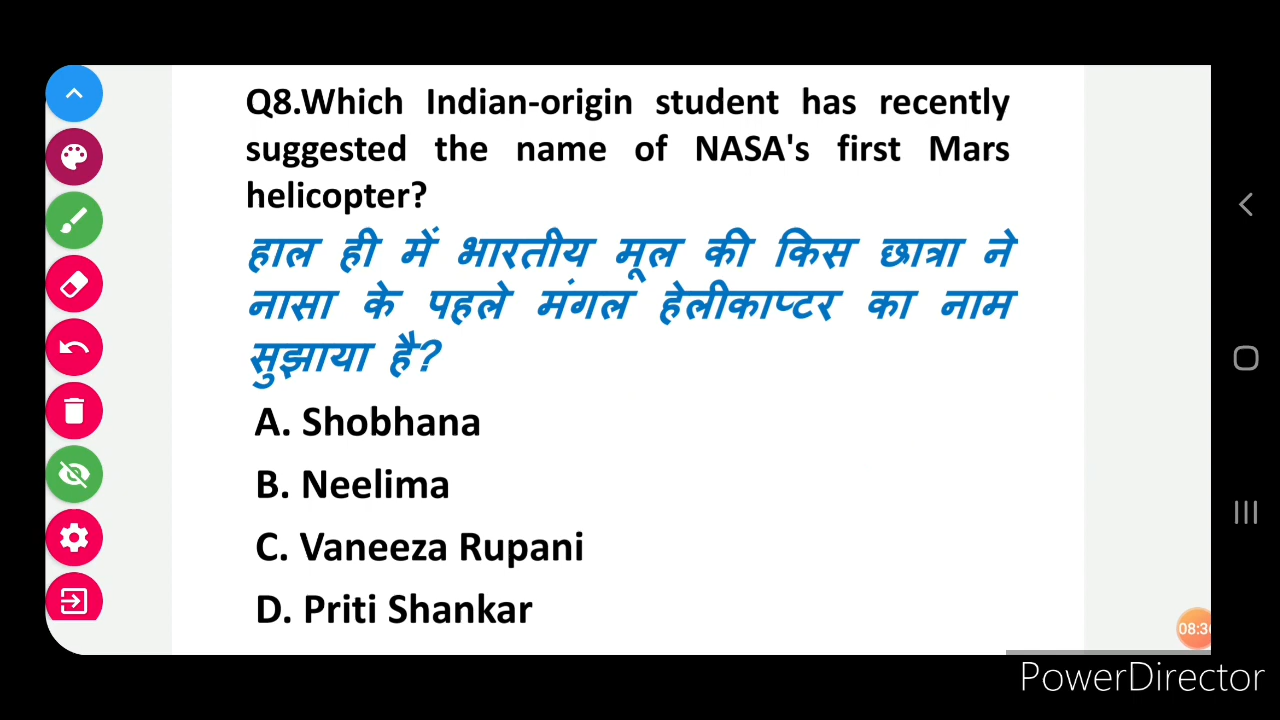 Q8.Which Indian-origin student has recently
suggested the name of NASA's first Mars
helicopter?
हाल ही में भारतीय मूल की किस छात्रा ने
नासा के पहले मंगल हेलीकाप्टर का नाम
सुझाया है?
A. Shobhana
B. Neelima
C. Vaneeza Rupani
D. Priti Shankar
PowerDirector